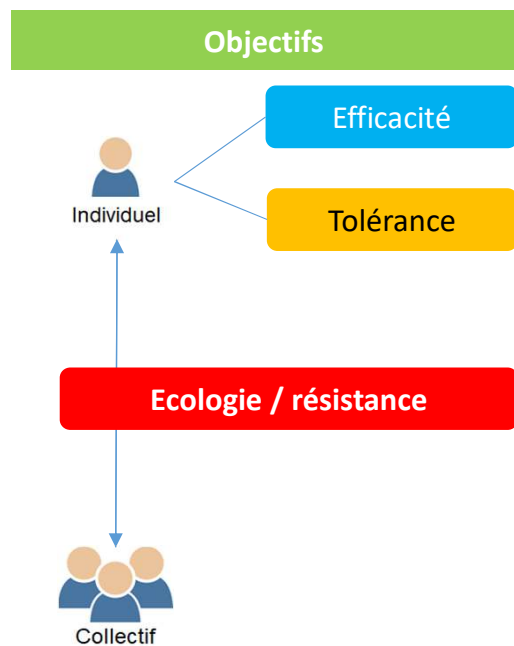 Objectifs
Efficacité
Individuel
Tolérance
Ecologie / résistance
Collectif